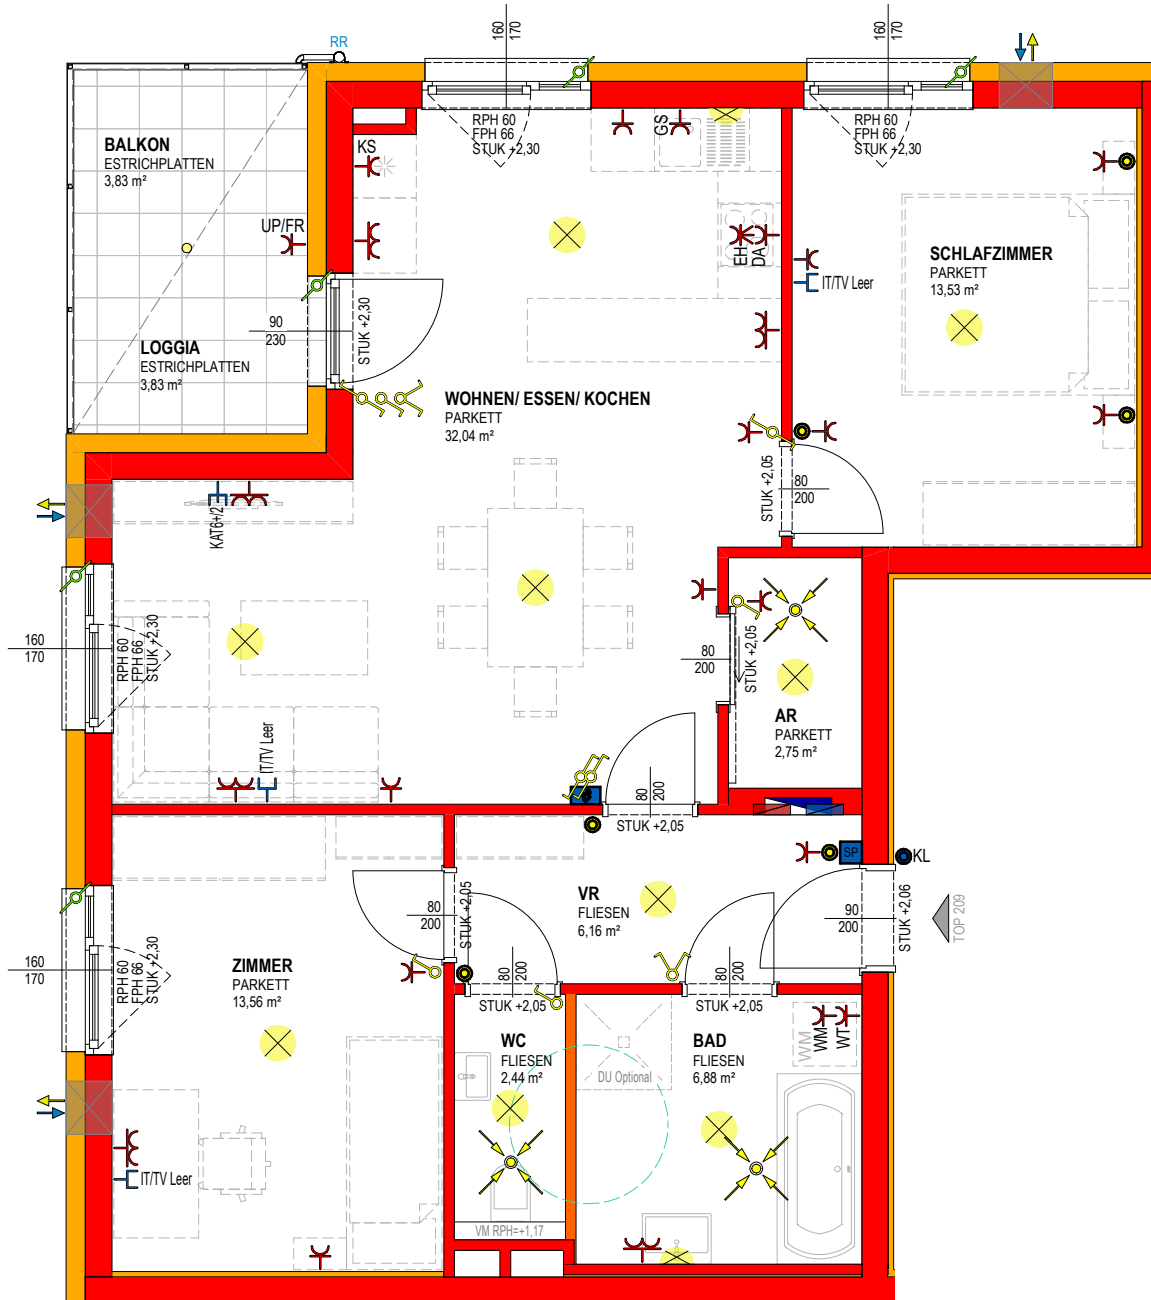 RR
160
170
160
170
BALKON
ESTRICHPLATTEN
3,83 m²
UP/FR
KS
RPH 60
FPH 66
STUK +2,30
GS
RPH 60
FPH 66
STUK +2,30
EH
DA
IT/TV Leer
SCHLAFZIMMER
PARKETT
13,53 m²
90
230
STUK +2,30
LOGGIA
ESTRICHPLATTEN
3,83 m²
WOHNEN/ ESSEN/ KOCHEN
PARKETT
32,04 m²
80
200
STUK +2,05
KAT6+/2
160
170
RPH 60
FPH 66
STUK +2,30
80
200
STUK +2,05
AR
PARKETT
2,75 m²
IT/TV Leer
80
200
STUK +2,05
SP
KL
VR
FLIESEN
6,16 m²
80
200
STUK +2,05
90
200
STUK +2,06
TOP 209
160
170
RPH 60
FPH 66
STUK +2,30
ZIMMER
PARKETT
13,56 m²
80
200
STUK +2,05
80
200
STUK +2,05
WC
FLIESEN
2,44 m²
BAD
FLIESEN
6,88 m²
DU Optional
WM
WM
WT
IT/TV Leer
VM RPH=+1,17